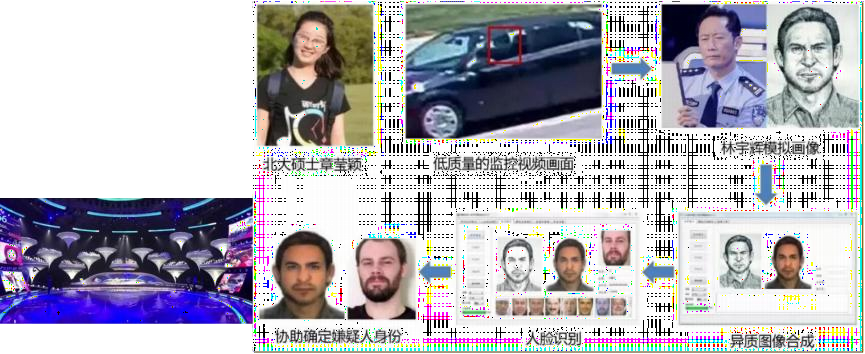 北大硕士章莹颖
低质量的监控视频画面
林宇辉模拟画像
协助确定嫌疑人身份
人脸识别
异质图像合成